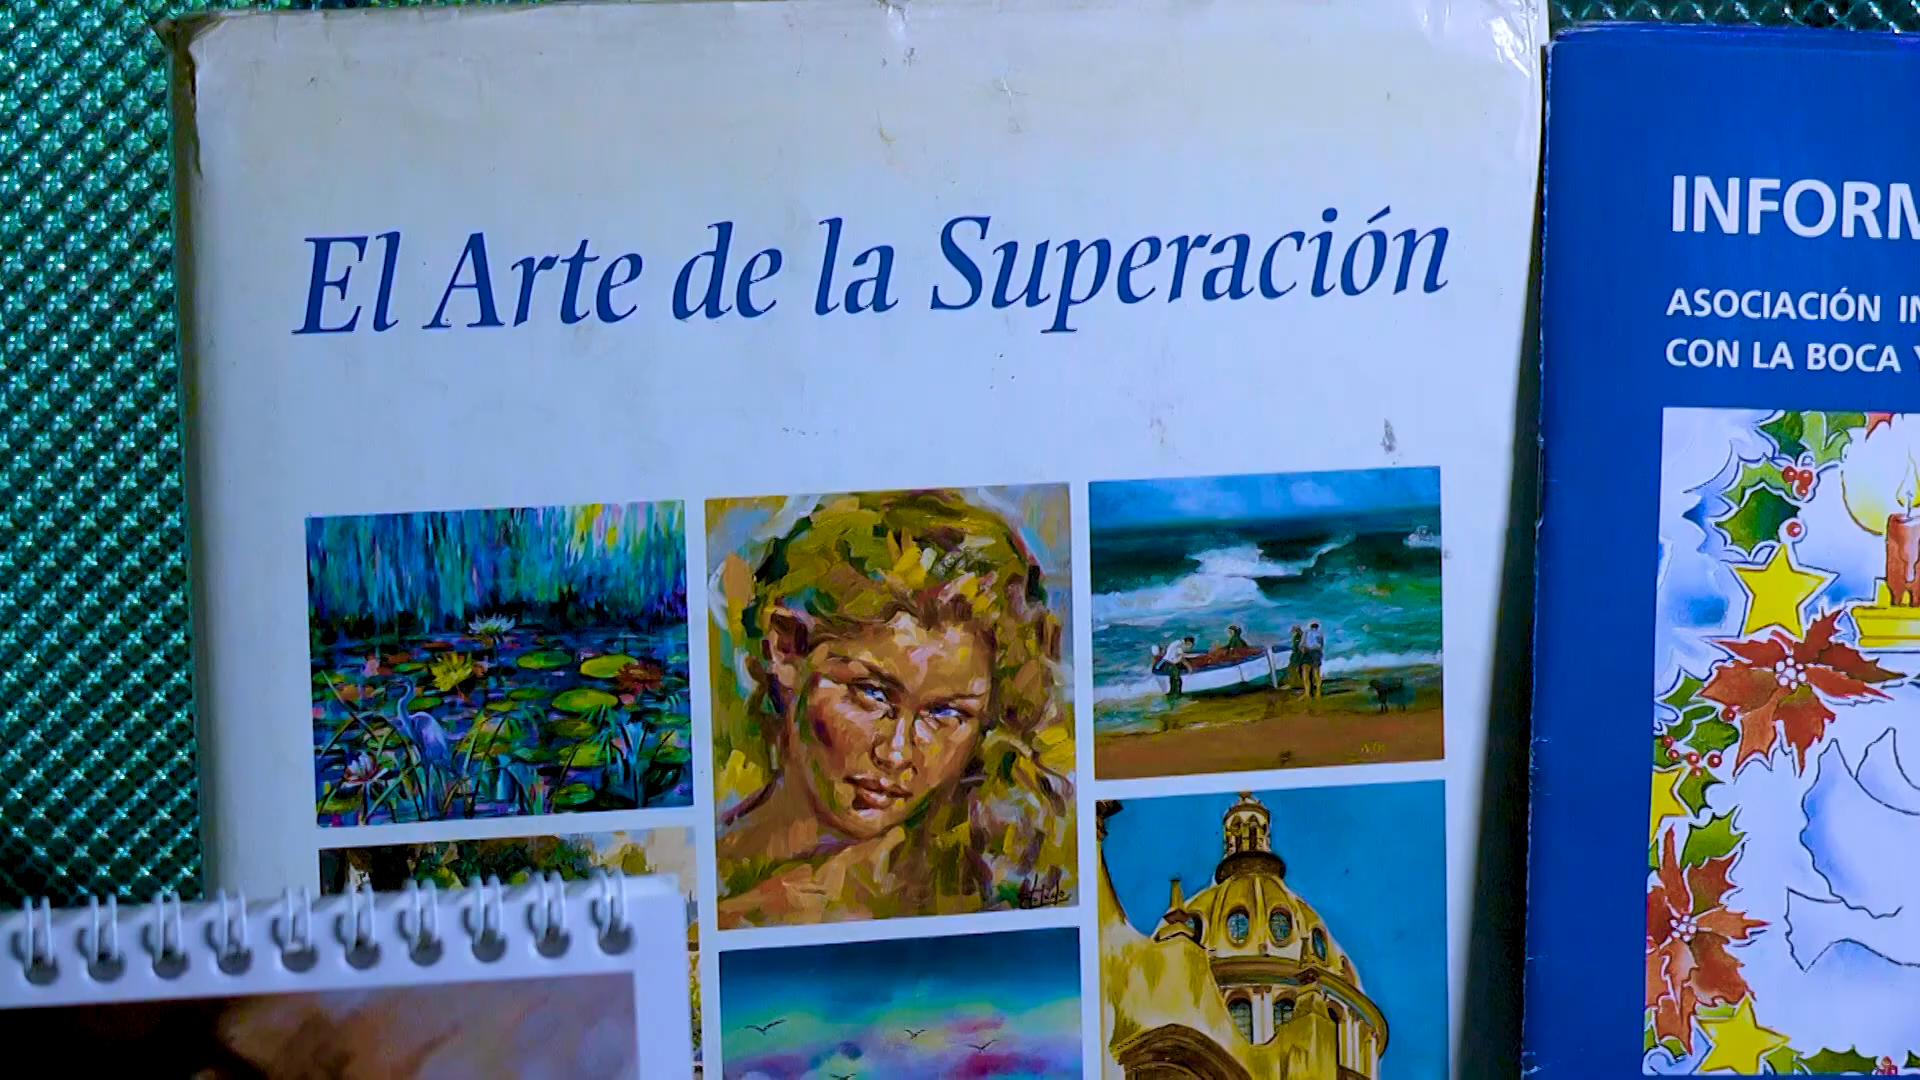 El Arte de la Superación
INFORM
ASOCIACIÓN IN
CON LA BOCA Y